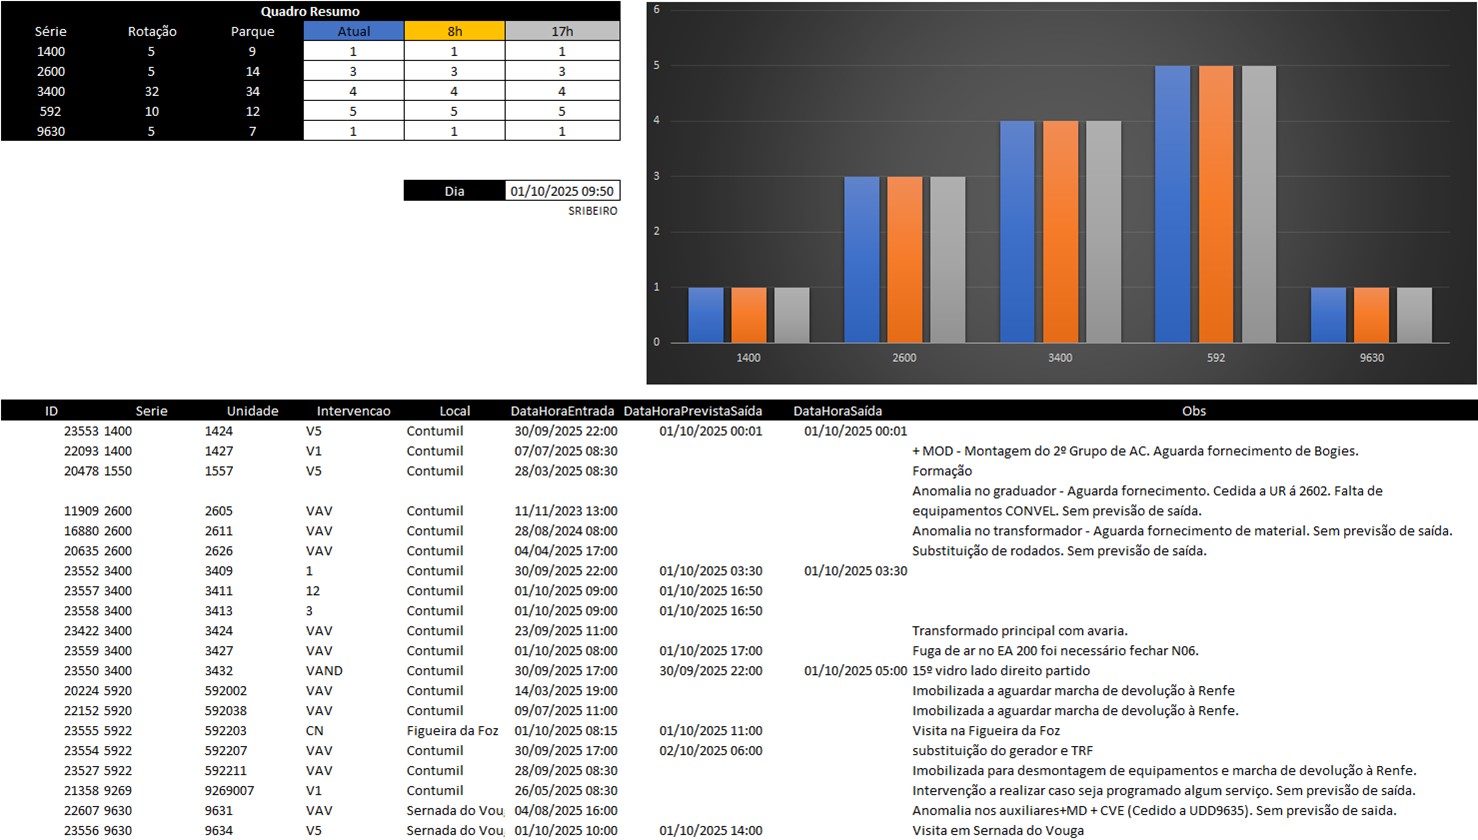 Quadro Resumo
Série Rotação Parque Atual 8h 17h
1400 5 9 1 1 1
2600 5 14 3 3 3
3400 32 34 4 4 4
592 10 12 5 5 5
9630 5 7 1 1 1
Dia 01/10/2025 09:50
SRIBEIRO
6
5
4
3
2
1
0
1400 2600 3400 592 9630
ID Serie Unidade Intervencao Local DataHoraEntrada DataHoraPrevistaSaída DataHoraSaída Obs
23553 1400 1424 V5 Contumil 30/09/2025 22:00 01/10/2025 00:01 01/10/2025 00:01
22093 1400 1427 V1 Contumil 07/07/2025 08:30 + MOD - Montagem do 2º Grupo de AC. Aguarda fornecimento de Bogies.
20478 1550 1557 V5 Contumil 28/03/2025 08:30 Formação
Anomalia no graduador - Aguarda fornecimento. Cedida a UR á 2602. Falta de
11909 2600 2605 VAV Contumil 11/11/2023 13:00 equipamentos CONVEL. Sem previsão de saída.
16880 2600 2611 VAV Contumil 28/08/2024 08:00 Anomalia no transformador - Aguarda fornecimento de material. Sem previsão de saída.
20635 2600 2626 VAV Contumil 04/04/2025 17:00 Substituição de rodados. Sem previsão de saída.
23552 3400 3409 1 Contumil 30/09/2025 22:00 01/10/2025 03:30 01/10/2025 03:30
23557 3400 3411 12 Contumil 01/10/2025 09:00 01/10/2025 16:50
23558 3400 3413 3 Contumil 01/10/2025 09:00 01/10/2025 16:50
23422 3400 3424 VAV Contumil 23/09/2025 11:00 Transformado principal com avaria.
23559 3400 3427 VAV Contumil 01/10/2025 08:00 01/10/2025 17:00 Fuga de ar no EA 200 foi necessário fechar N06.
23550 3400 3432 VAND Contumil 30/09/2025 17:00 30/09/2025 22:00 01/10/2025 05:00 15º vidro lado direito partido
20224 5920 592002 VAV Contumil 14/03/2025 19:00 Imobilizada a aguardar marcha de devolução à Renfe
22152 5920 592038 VAV Contumil 09/07/2025 11:00 Imobilizada a aguardar marcha de devolução à Renfe.
23555 5922 592203 CN Figueira da Foz 01/10/2025 08:15 01/10/2025 11:00 Visita na Figueira da Foz
23554 5922 592207 VAV Contumil 30/09/2025 17:00 02/10/2025 06:00 substituição do gerador e TRF
23527 5922 592211 VAV Contumil 28/09/2025 08:30 Imobilizada para desmontagem de equipamentos e marcha de devolução à Renfe.
21358 9269 9269007 V1 Contumil 26/05/2025 08:30 Intervenção a realizar caso seja programado algum serviço. Sem previsão de saída.
22607 9630 9631 VAV Sernada do Vou 04/08/2025 16:00 Anomalia nos auxiliares+MD + CVE (Cedido a UDD9635). Sem previsão de saida.
23556 9630 9634 V5 Sernada do Vou 01/10/2025 10:00 01/10/2025 14:00 Visita em Sernada do Vouga